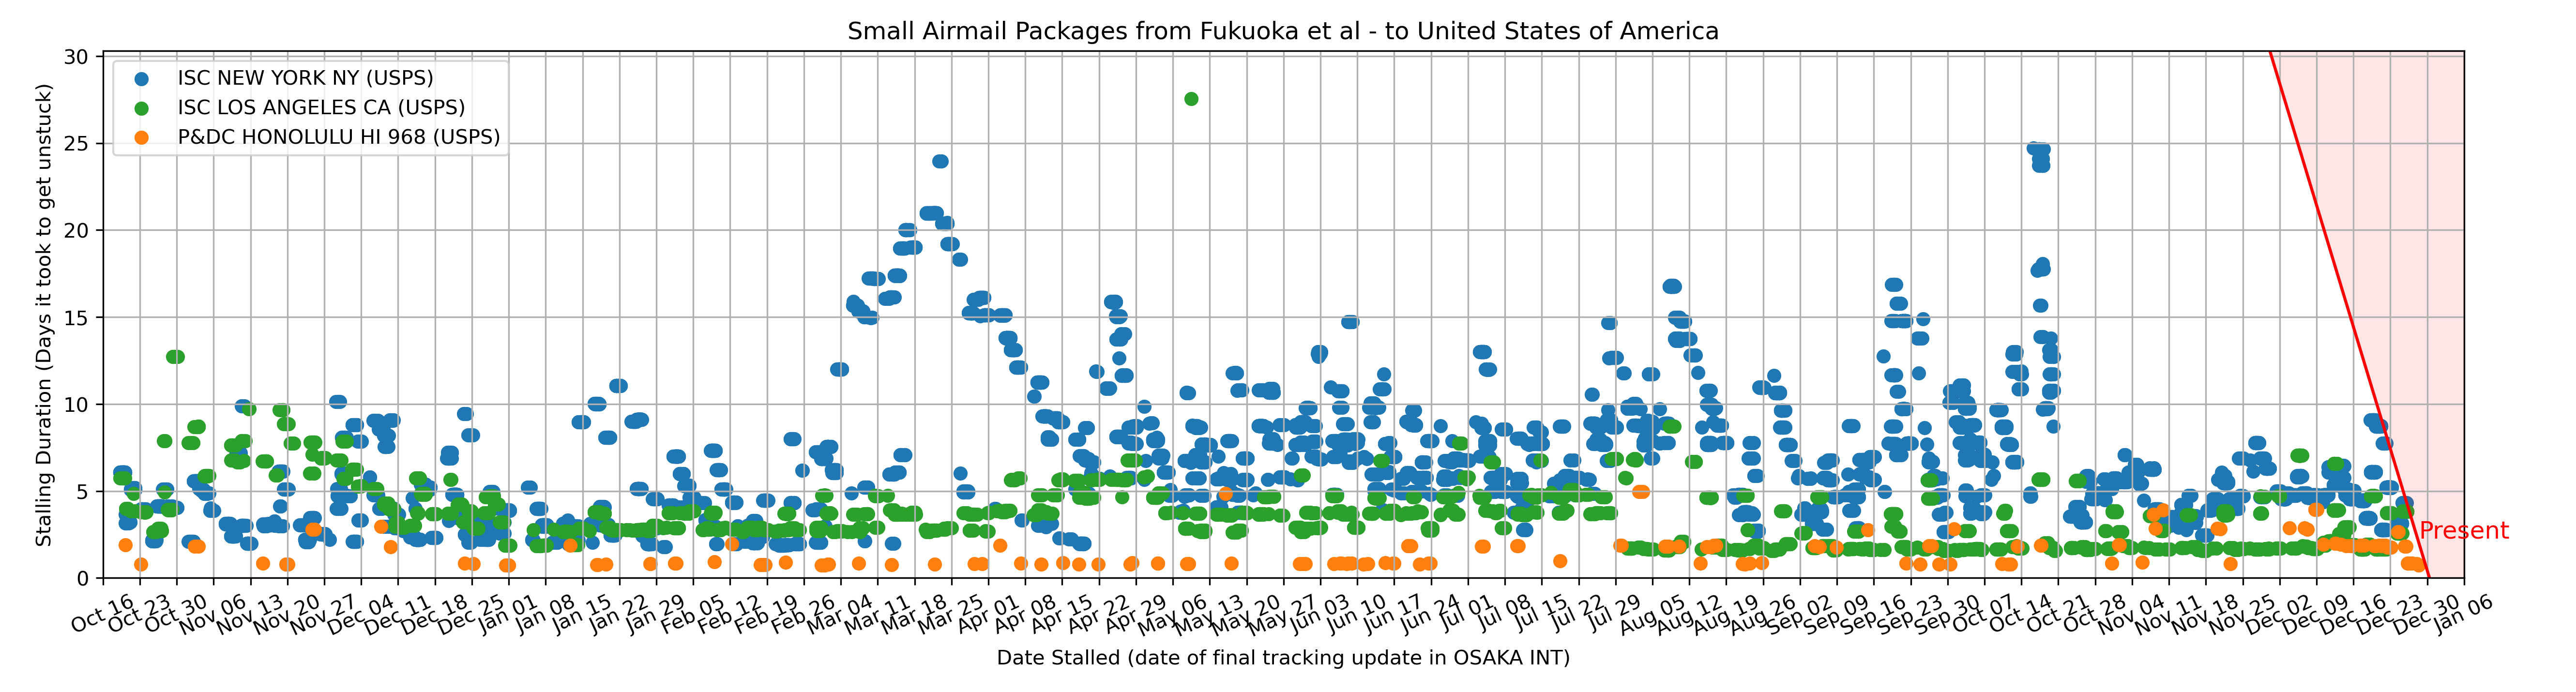 Small Airmail Packages from Fukuoka et al - to United States of America
30
25
20
15
10
5
0
Stalling Duration (Days it took to get unstuck)
ISC NEW YORK NY (USPS)
ISC LOS ANGELES CA (USPS)
P&DC HONOLULU HI 968 (USPS)
Present
Oct 16 Oct 23 Oct 30 Nov 06 Nov 13 Nov 20 Nov 27 Dec 04 Dec 11 Dec 18 Dec 25 Jan 01 Jan 08 Jan 15 Jan 22 Jan 29 Feb 05 Feb 12 Feb 19 Feb 26 Mar 04 Mar 11 Mar 18 Mar 25 Apr 01 Apr 08 Apr 15 Apr 22 Apr 29 May 06 May 13 May 20 May 27 Jun 03 Jun 10 Jun 17 Jun 24 Jul 01 Jul 08 Jul 15 Jul 22 Jul 29 Aug 05 Aug 12 Aug 19 Aug 26 Sep 02 Sep 09 Sep 16 Sep 23 Sep 30 Oct 07 Oct 14 Oct 21 Oct 28 Nov 04 Nov 11 Nov 18 Nov 25 Dec 02 Dec 09 Dec 16 Dec 23 Dec 30 Jan 06
Date Stalled (date of final tracking update in OSAKA INT)